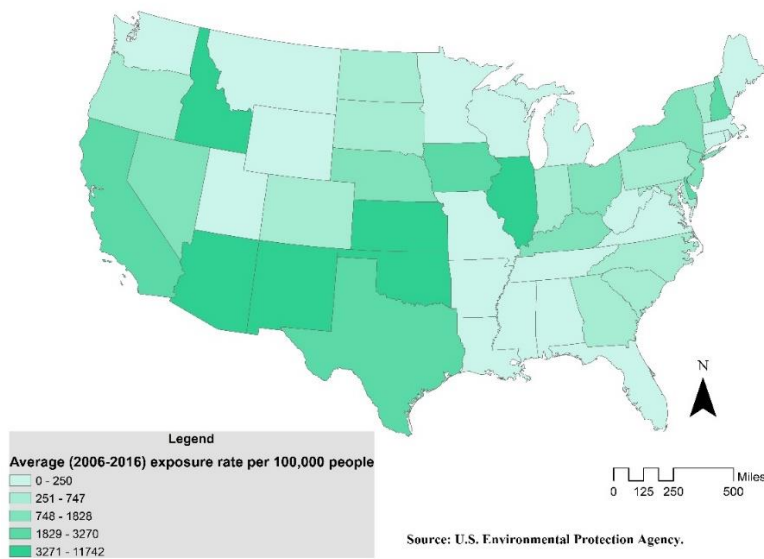 N
Legend
Average (2006-2016) exposure rate per 100,000 people
0 - 250
251 - 747
748 - 1828
1829 - 3270
3271 - 11742
Miles
0 125 250 500
Source: U.S. Environmental Protection Agency.